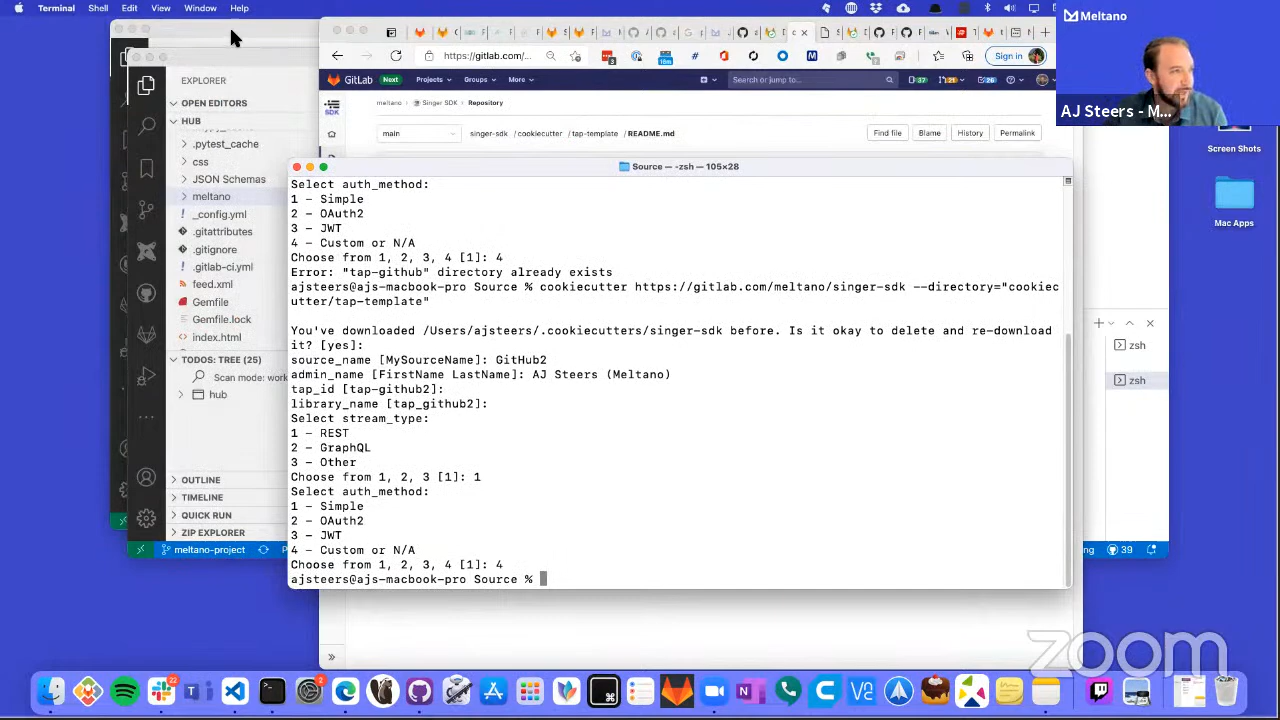 Terminal Shell Edit View Window Help
Meltano
AJ Steers - M...
https://gitlab.com/
Sign in
GitLab Next Projects Groups More Search or jump to...
meltano Singer SDK Repository
main singer-sdk / cookiecutter / tap-template / README.md Find file Blame History Permalink
EXPLORER
OPEN EDITORS
HUB
.pytest_cache
css
JSON Schemas
meltano
_config.yml
.gitattributes
.gitignore
.gitlab-ci.yml
feed.xml
Gemfile
Gemfile.lock
index.html
TODOS: TREE (25)
Scan mode: work
hub
OUTLINE
TIMELINE
QUICK RUN
ZIP EXPLORER
meltano-project
Source — -zsh — 105×28
Select auth_method:
1 - Simple
2 - OAuth2
3 - JWT
4 - Custom or N/A
Choose from 1, 2, 3, 4 [1]: 4
Error: "tap-github" directory already exists
ajsteers@ajs-macbook-pro Source % cookiecutter https://gitlab.com/meltano/singer-sdk --directory="cookiec
utter/tap-template"
You've downloaded /Users/ajsteers/.cookiecutters/singer-sdk before. Is it okay to delete and re-download
it? [yes]:
source_name [MySourceName]: GitHub2
admin_name [FirstName LastName]: AJ Steers (Meltano)
tap_id [tap-github2]:
library_name [tap_github2]:
Select stream_type:
1 - REST
2 - GraphQL
3 - Other
Choose from 1, 2, 3 [1]: 1
Select auth_method:
1 - Simple
2 - OAuth2
3 - JWT
4 - Custom or N/A
Choose from 1, 2, 3, 4 [1]: 4
ajsteers@ajs-macbook-pro Source %
zsh
zsh
39
Screen Shots
Mac Apps
zoom